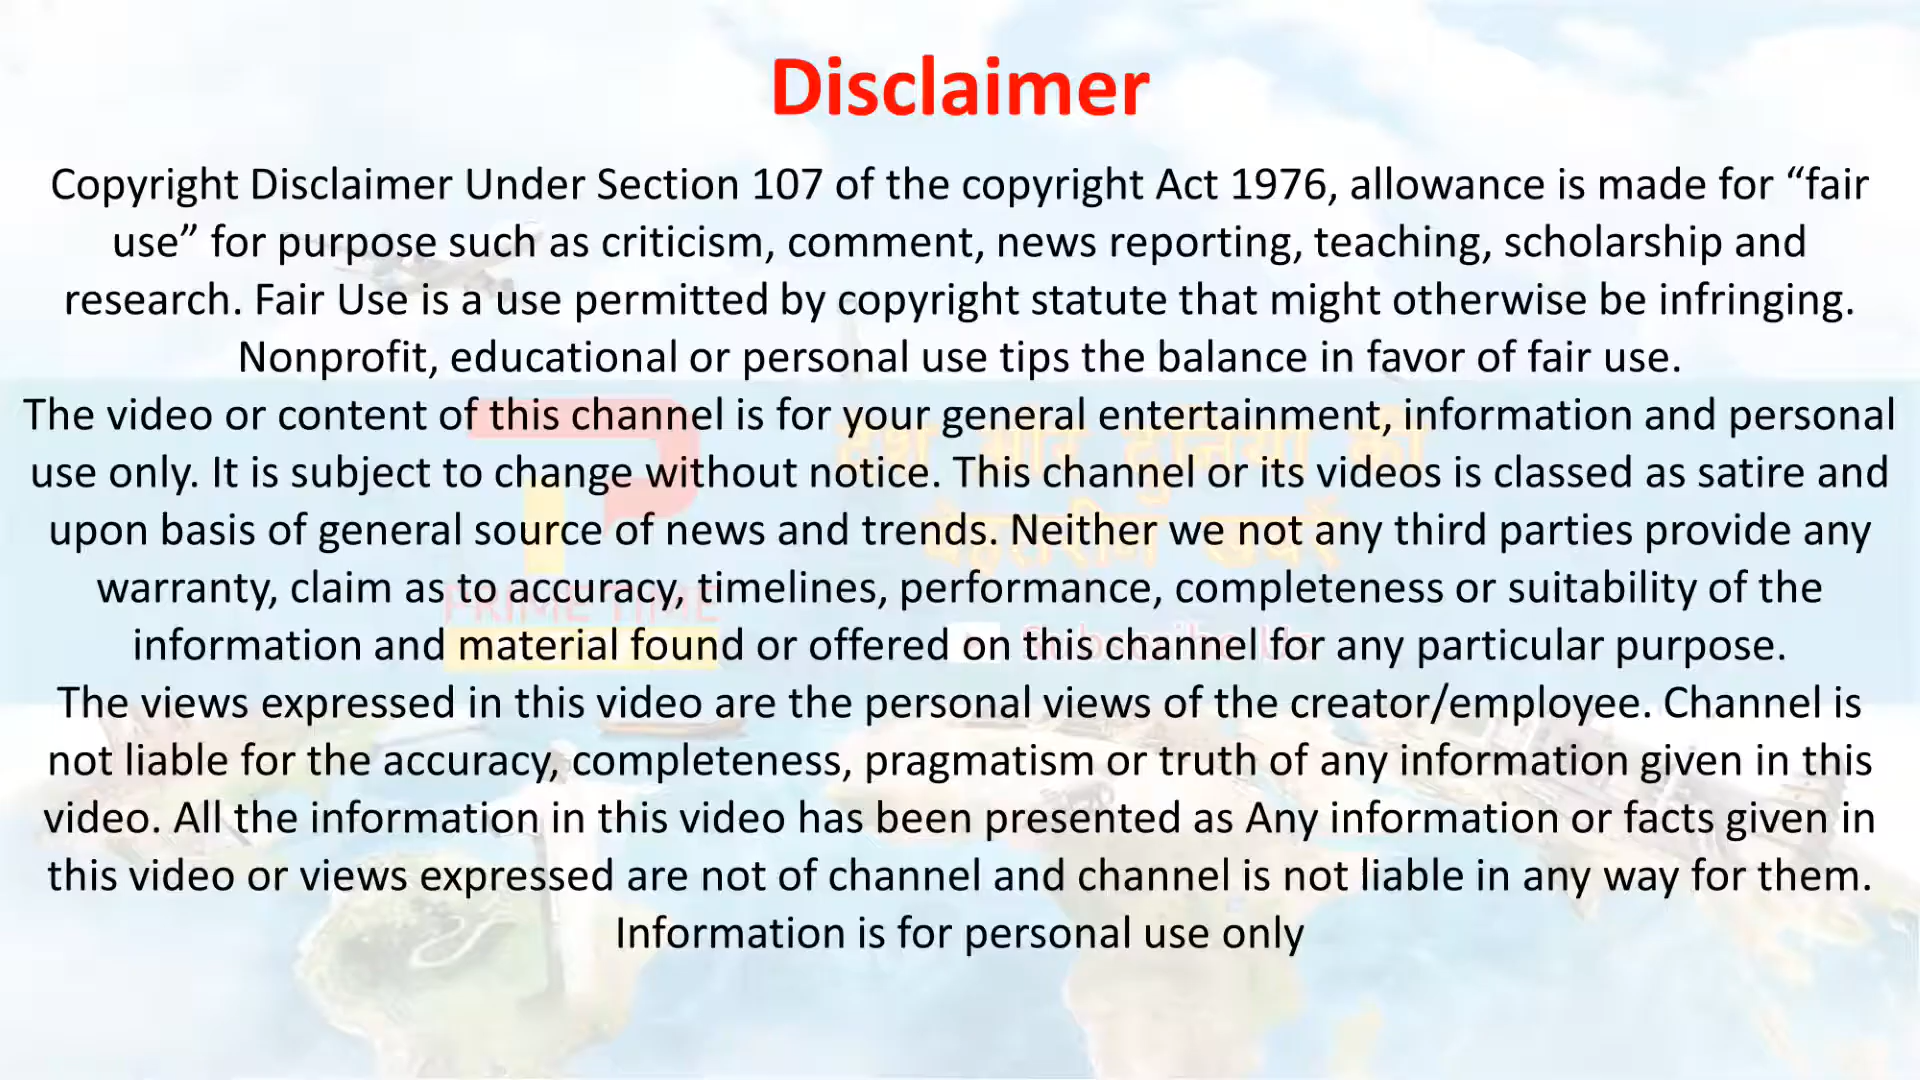 Disclaimer
Copyright Disclaimer Under Section 107 of the copyright Act 1976, allowance is made for “fair
use” for purpose such as criticism, comment, news reporting, teaching, scholarship and
research. Fair Use is a use permitted by copyright statute that might otherwise be infringing.
Nonprofit, educational or personal use tips the balance in favor of fair use.
The video or content of this channel is for your general entertainment, information and personal
use only. It is subject to change without notice. This channel or its videos is classed as satire and
upon basis of general source of news and trends. Neither we not any third parties provide any
warranty, claim as to accuracy, timelines, performance, completeness or suitability of the
information and material found or offered on this channel for any particular purpose.
The views expressed in this video are the personal views of the creator/employee. Channel is
not liable for the accuracy, completeness, pragmatism or truth of any information given in this
video. All the information in this video has been presented as Any information or facts given in
this video or views expressed are not of channel and channel is not liable in any way for them.
Information is for personal use only
देश और दुनिया की
बेहतरीन खबरें
PRIME TIME
Subscribe Us